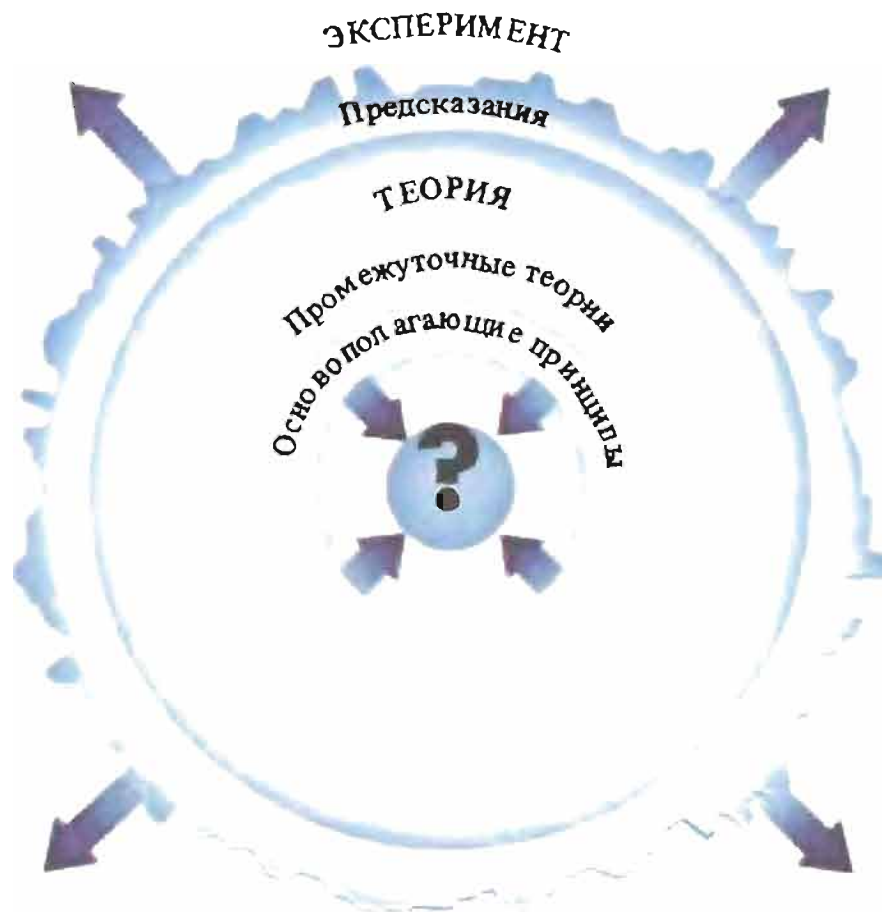 ЭКСПЕРИМЕНТ
Предсказания
ТЕОРИЯ
Промежуточные теории
Основополагающие принципы
?